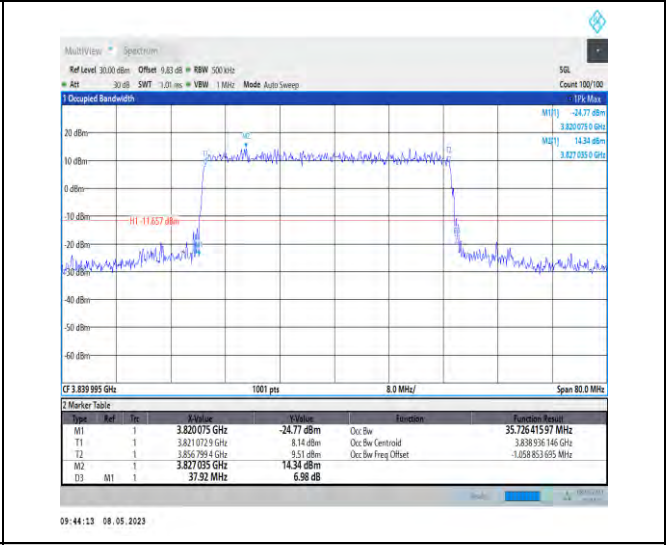 MultiView Spectrum
Ref Level 30.00 dBm Offset 9.83 dB RBW 500 kHz SGL
Att 30 dB SWT 1.01 ms VBW 1 MHz Mode Auto Sweep Count 100/100
1 Occupied Bandwidth 1Pk Max
M1(1) -24.77 dBm
3.820 075 0 GHz
M2(1) 14.34 dBm
3.827 035 0 GHz
20 dBm
M2
T1 T2
10 dBm
0 dBm
-10 dBm
H1 -11.657 dBm
-20 dBm
-30 dBm
-40 dBm
-50 dBm
-60 dBm
CF 3.839 995 GHz 1001 pts 8.0 MHz/ Span 80.0 MHz
2 Marker Table
Type Ref Trc X-Value Y-Value Function Function Result
M1 1 3.820 075 GHz -24.77 dBm Occ Bw 35.726 415 97 MHz
T1 1 3.821 072 9 GHz 8.14 dBm Occ Bw Centroid 3.838 936 146 GHz
T2 1 3.856 799 4 GHz 9.51 dBm Occ Bw Freq Offset -1.058 853 695 MHz
M2 1 3.827 035 GHz 14.34 dBm
D3 M1 1 37.92 MHz 6.98 dB
09:44:13 08.05.2023